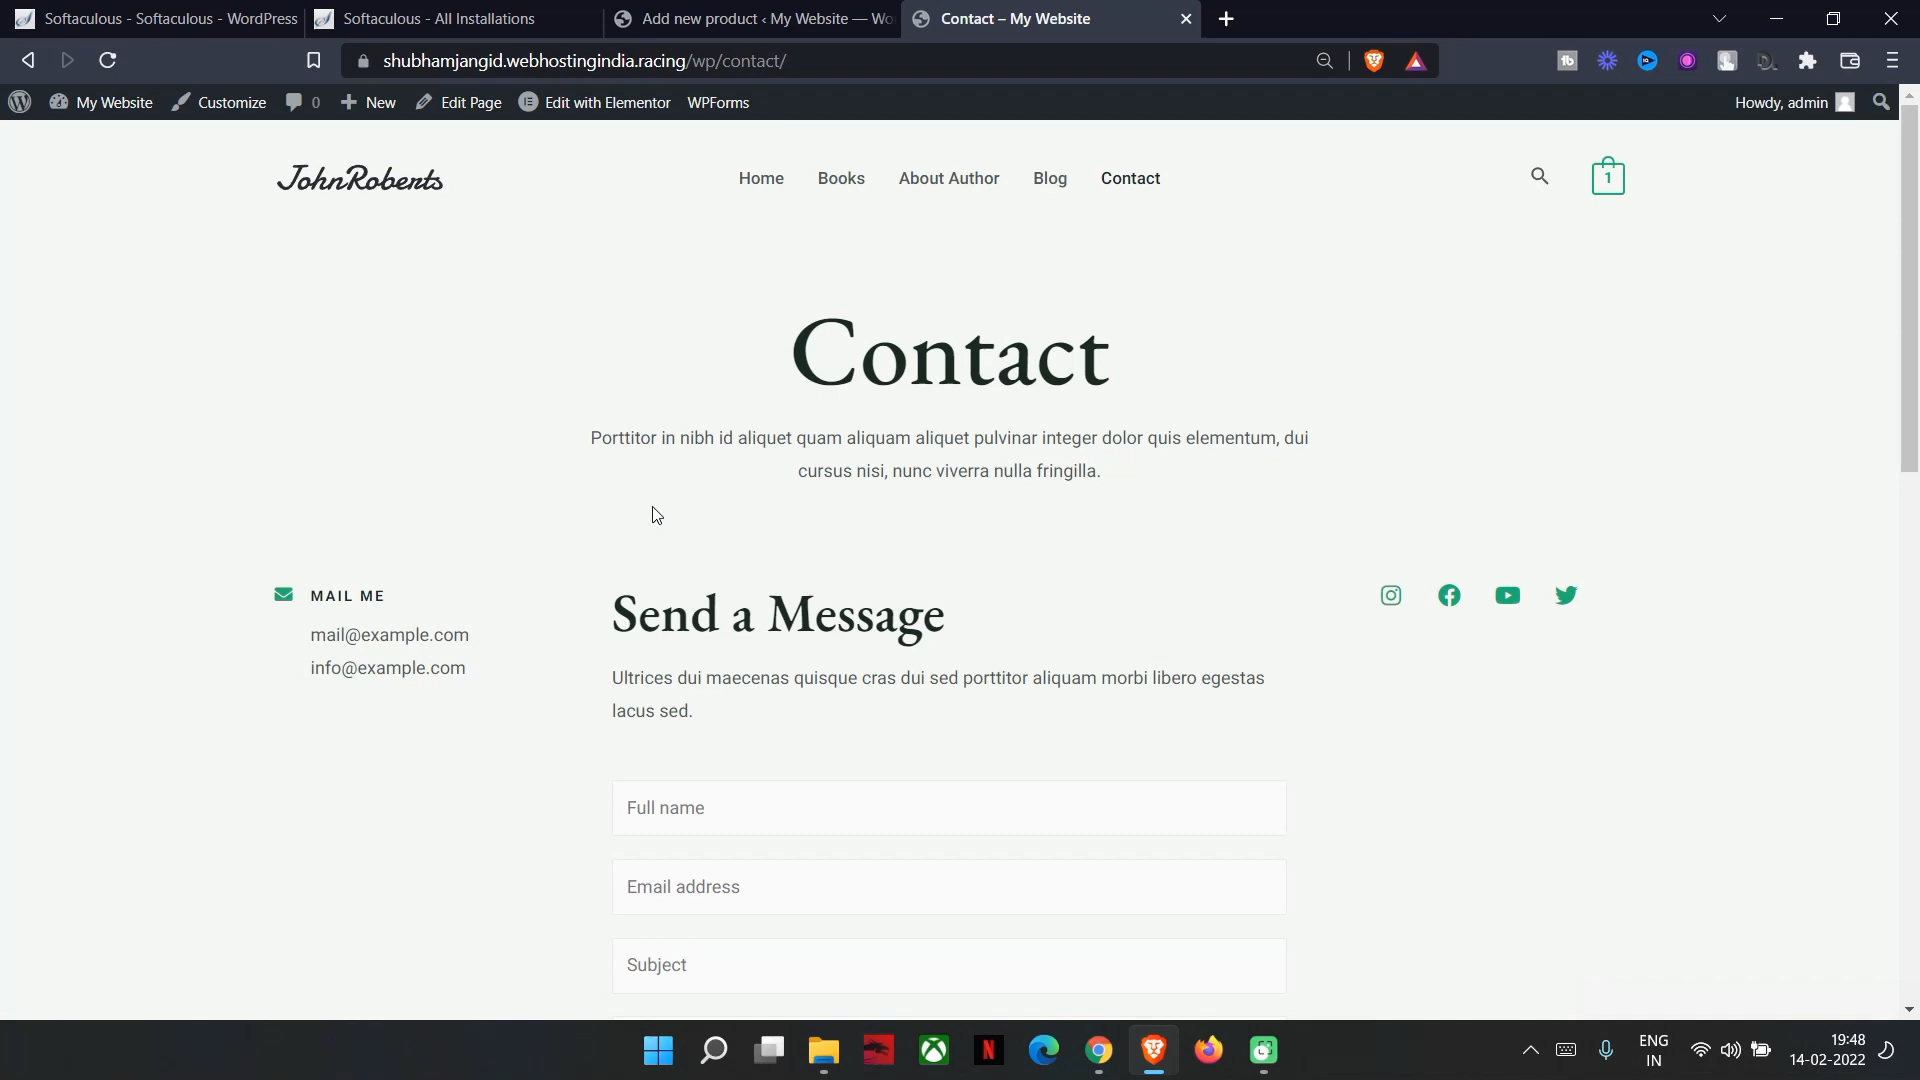 Softaculous - Softaculous - WordPress
Softaculous - All Installations
Add new product ‹ My Website — Wo
Contact – My Website
shubhamjangid.webhostingindia.racing/wp/contact/
My Website
Customize
0
New
Edit Page
Edit with Elementor
WPForms
Howdy, admin
JohnRoberts
Home
Books
About Author
Blog
Contact
1
Contact
Porttitor in nibh id aliquet quam aliquam aliquet pulvinar integer dolor quis elementum, dui
cursus nisi, nunc viverra nulla fringilla.
MAIL ME
mail@example.com
info@example.com
Send a Message
Ultrices dui maecenas quisque cras dui sed porttitor aliquam morbi libero egestas
lacus sed.
Full name
Email address
Subject
ENG
IN
19:48
14-02-2022